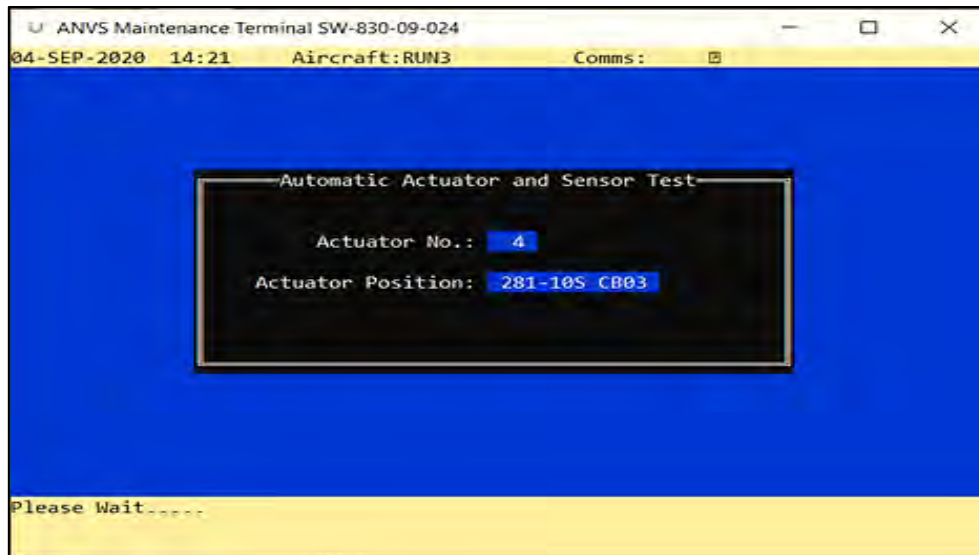 ANVS Maintenance Terminal SW-830-09-024
04-SEP-2020 14:21 Aircraft:RUN3 Comms:
Automatic Actuator and Sensor Test
Actuator No.: 4
Actuator Position: 281-10S CB03
Please Wait.....